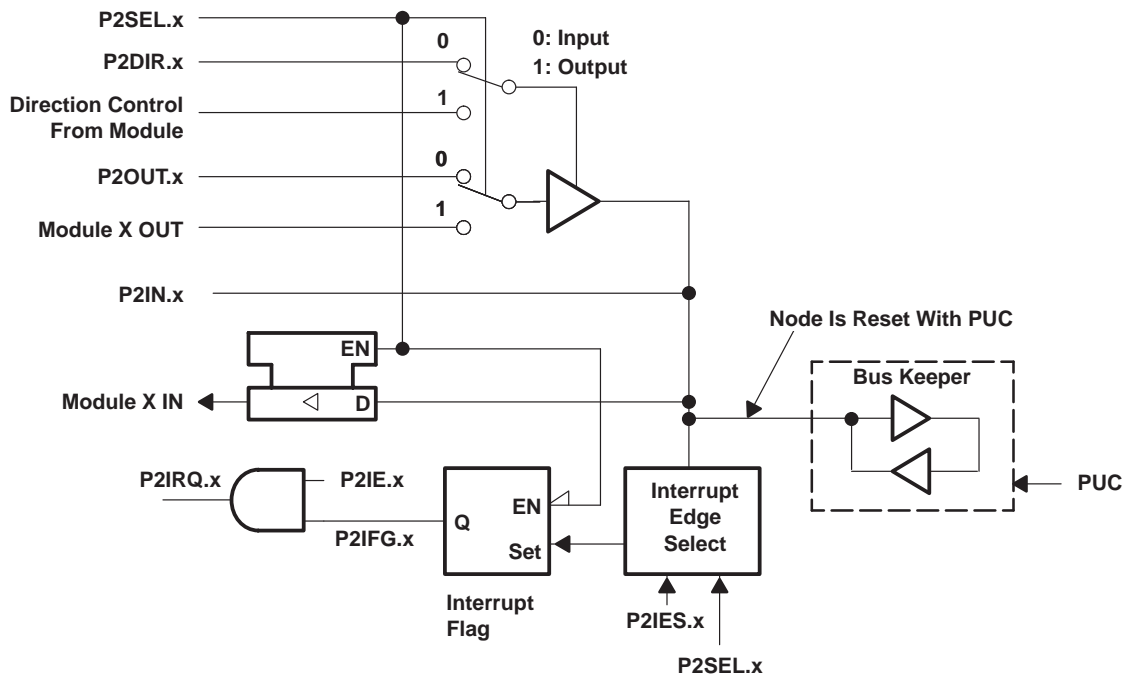 P2SEL.x
0
0: Input
1: Output
P2DIR.x
1
Direction Control
From Module
0
P2OUT.x
1
Module X OUT
P2IN.x
Node Is Reset With PUC
EN
Bus Keeper
Module X IN
D
P2IRQ.x
P2IE.x
PUC
EN
Interrupt
Edge
Select
Q
P2IFG.x
Set
Interrupt
Flag
P2IES.x
P2SEL.x